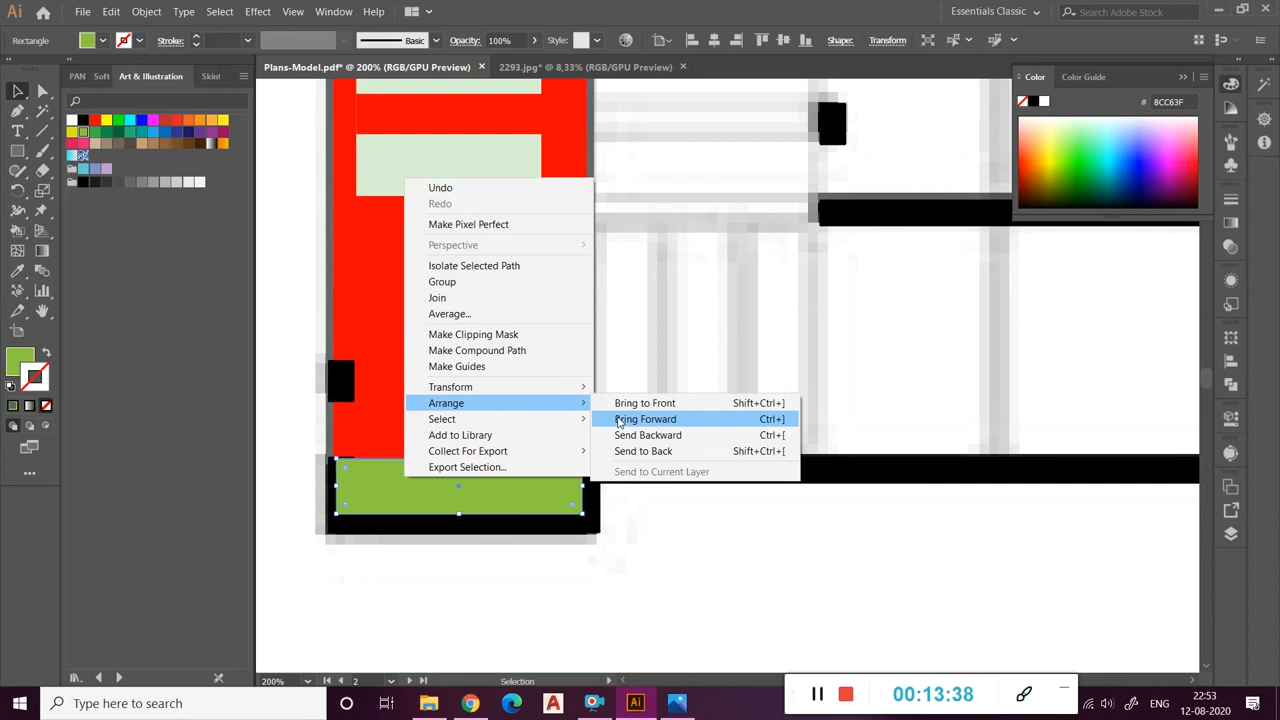 Ai File Edit Object Type Select Effect View Window Help Essentials Classic Search Adobe Stock
Rectangle Stroke: Basic Opacity: 100% Style: Shape: Transform
Plans-Model.pdf* @ 200% (RGB/GPU Preview) × 2293.jpg* @ 8,33% (RGB/GPU Preview) ×
PAN Soft Art & Illustration Skint
Color Color Guide
# 8CC63F
Undo
Redo
Make Pixel Perfect
Perspective
Isolate Selected Path
Group
Join
Average...
Make Clipping Mask
Make Compound Path
Make Guides
Transform
Arrange
Select
Add to Library
Collect For Export
Export Selection...
Bring to Front Shift+Ctrl+]
Bring Forward Ctrl+]
Send Backward Ctrl+[
Send to Back Shift+Ctrl+[
Send to Current Layer
200% 2 Selection
Type here to search
00:13:38
ENG
22:53
12-08-2020